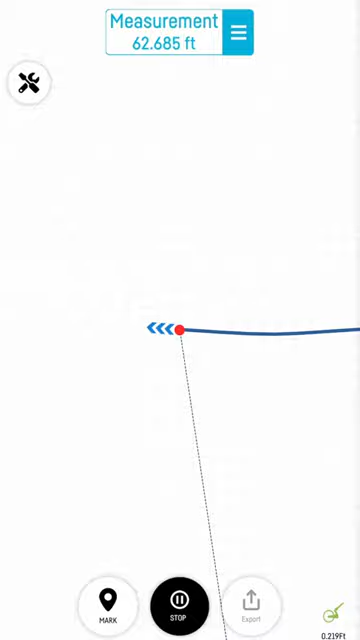 Measurement
62.685 ft
MARK
STOP
Export
0.219Ft